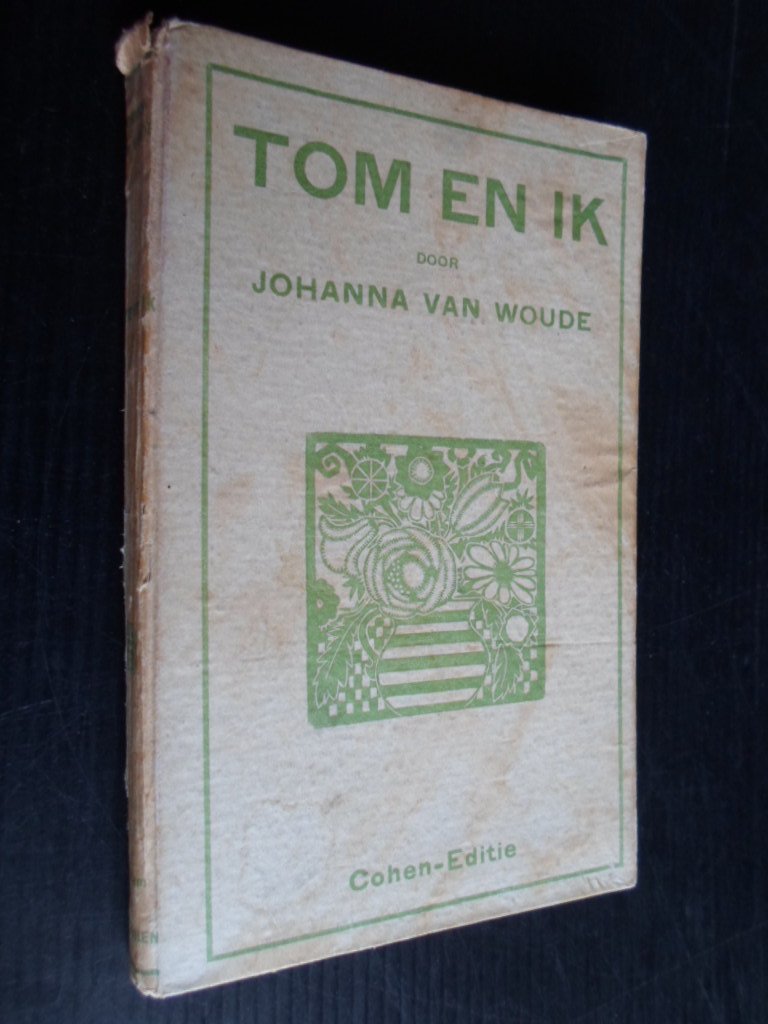 TOM EN IK
DOOR
JOHANNA VAN WOUDE
Cohen-Editie